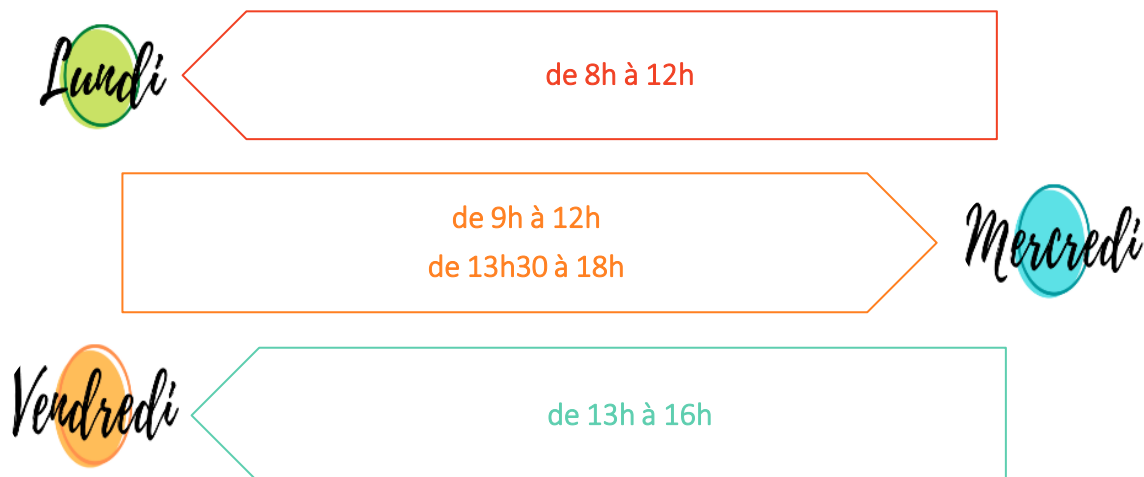 Lundi
de 8h à 12h
de 9h à 12h
de 13h30 à 18h
Mercredi
Vendredi
de 13h à 16h